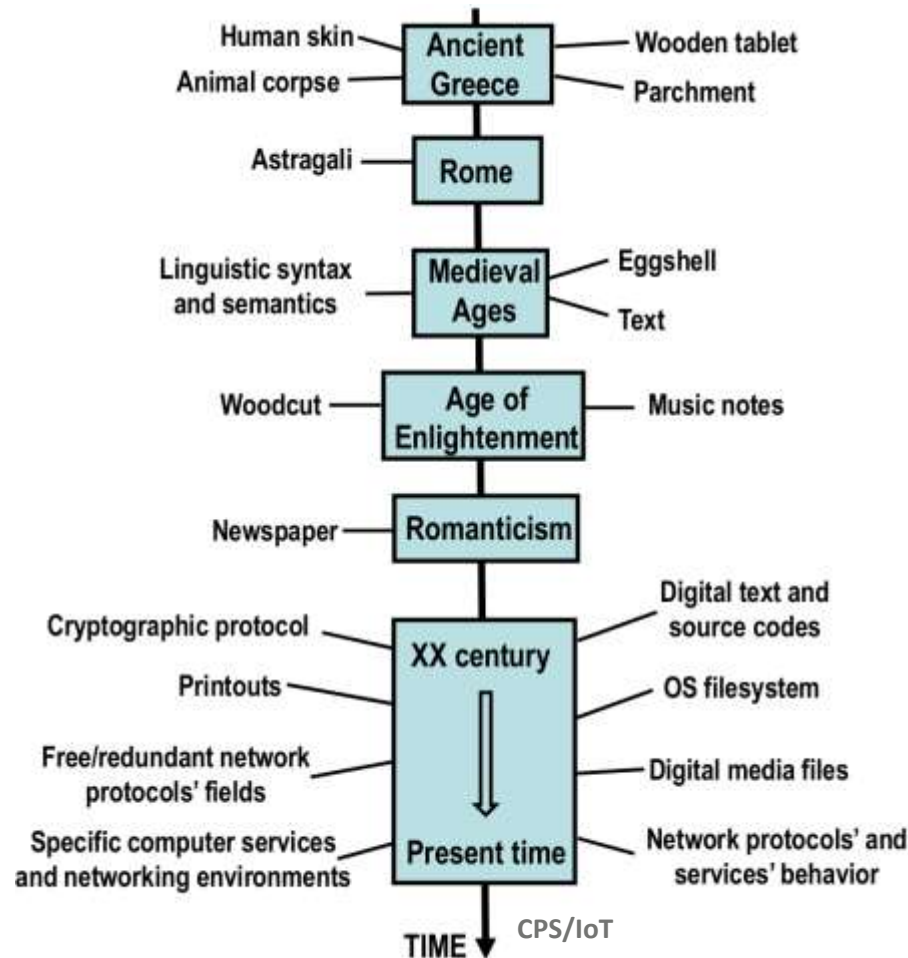 Human skin
Animal corpse
Ancient
Greece
Wooden tablet
Parchment
Astragali
Rome
Linguistic syntax
and semantics
Medieval
Ages
Eggshell
Text
Woodcut
Age of
Enlightenment
Music notes
Newspaper
Romanticism
Cryptographic protocol
Printouts
Free/redundant network
protocols' fields
Specific computer services
and networking environments
XX century
Present time
Digital text and
source codes
OS filesystem
Digital media files
Network protocols' and
services' behavior
TIME
CPS/IoT